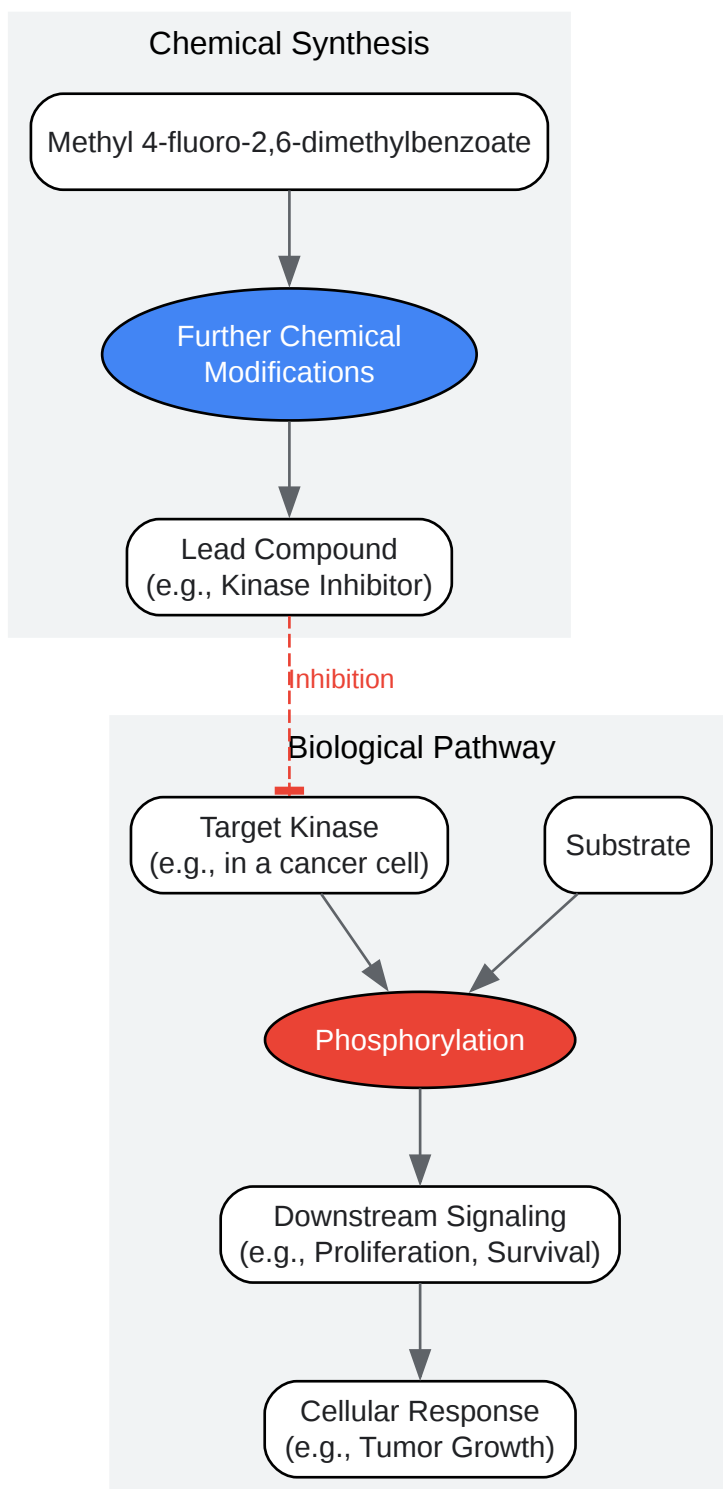 Chemical Synthesis
Methyl 4-fluoro-2,6-dimethylbenzoate
Further Chemical
Modifications
Lead Compound
(e.g., Kinase Inhibitor)
Inhibition
Biological Pathway
Target Kinase
(e.g., in a cancer cell)
Substrate
Phosphorylation
Downstream Signaling
(e.g., Proliferation, Survival)
Cellular Response
(e.g., Tumor Growth)